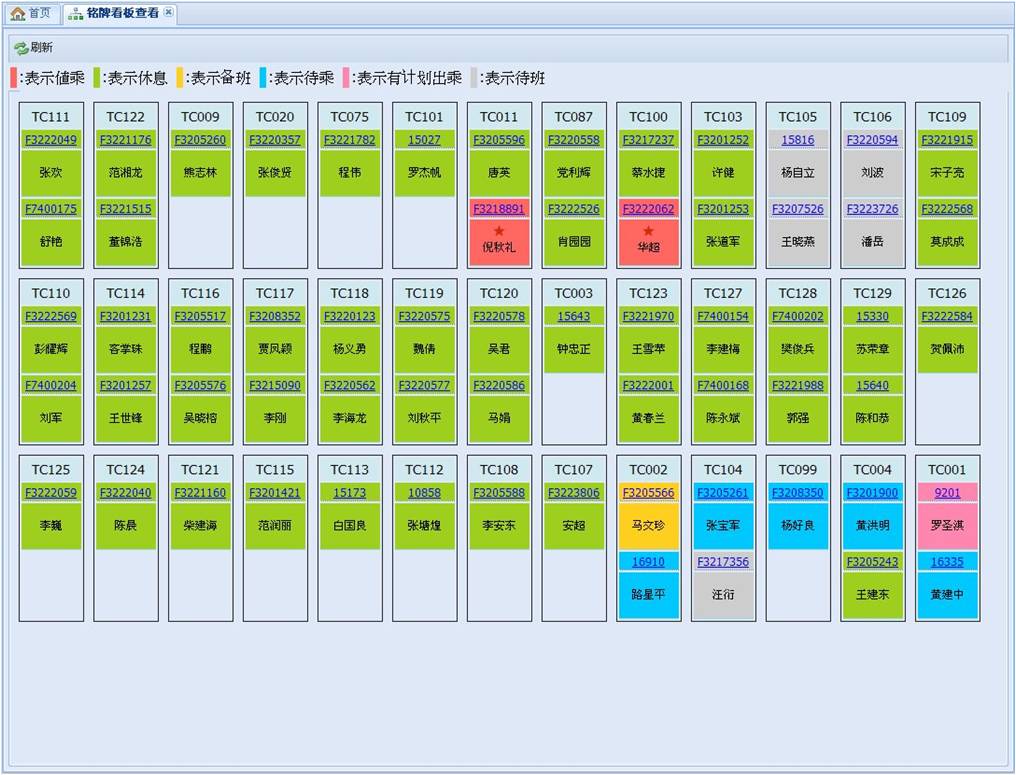 首页 铭牌看板查看
刷新
:表示值乘 :表示休息 :表示备班 :表示待乘 :表示有计划出乘 :表示待班
TC111 TC122 TC009 TC020 TC075 TC101 TC011 TC087 TC100 TC103 TC105 TC106 TC109
F3222049 F3221176 F3205260 F3220357 F3221782 15027 F3205596 F3220558 F3217237 F3201252 15816 F3220594 F3221915
张欢 范湘龙 熊志林 张俊贤 程伟 罗杰帆 唐英 党利辉 蔡水捷 许健 杨自立 刘波 宋子亮
F7400175 F3221515 F3218891 F3222526 F3222062 F3201253 F3207526 F3223726 F3222568
舒艳 董锦浩 ★倪秋礼 肖园园 ★华超 张道军 王晓燕 潘岳 莫成成
TC110 TC114 TC116 TC117 TC118 TC119 TC120 TC003 TC123 TC127 TC128 TC129 TC126
F3222569 F3201231 F3205517 F3208352 F3220123 F3220575 F3220578 15643 F3221970 F7400154 F7400202 15330 F3222584
彭耀辉 容掌珠 程鹏 贾凤颖 杨义勇 魏倩 吴君 钟忠正 王雪苹 李建梅 樊俊兵 苏荣章 贺佩沛
F7400204 F3201257 F3205576 F3215090 F3220562 F3220577 F3220586 F3222001 F7400168 F3221988 15640
刘军 王世锋 吴晓榕 李刚 李海龙 刘秋平 马娟 黄春兰 陈永斌 郭强 陈和恭
TC125 TC124 TC121 TC115 TC113 TC112 TC108 TC107 TC002 TC104 TC099 TC004 TC001
F3222059 F3222040 F3221160 F3201421 15173 10858 F3205588 F3223806 F3205566 F3205261 F3208350 F3201900 9201
李巍 陈晨 柴建海 范润丽 白国良 张塘煌 李安东 安超 马文珍 张宝军 杨好良 黄洪明 罗圣淇
16910 F3217356 F3205243 16335
路星平 汪衍 王建东 黄建中